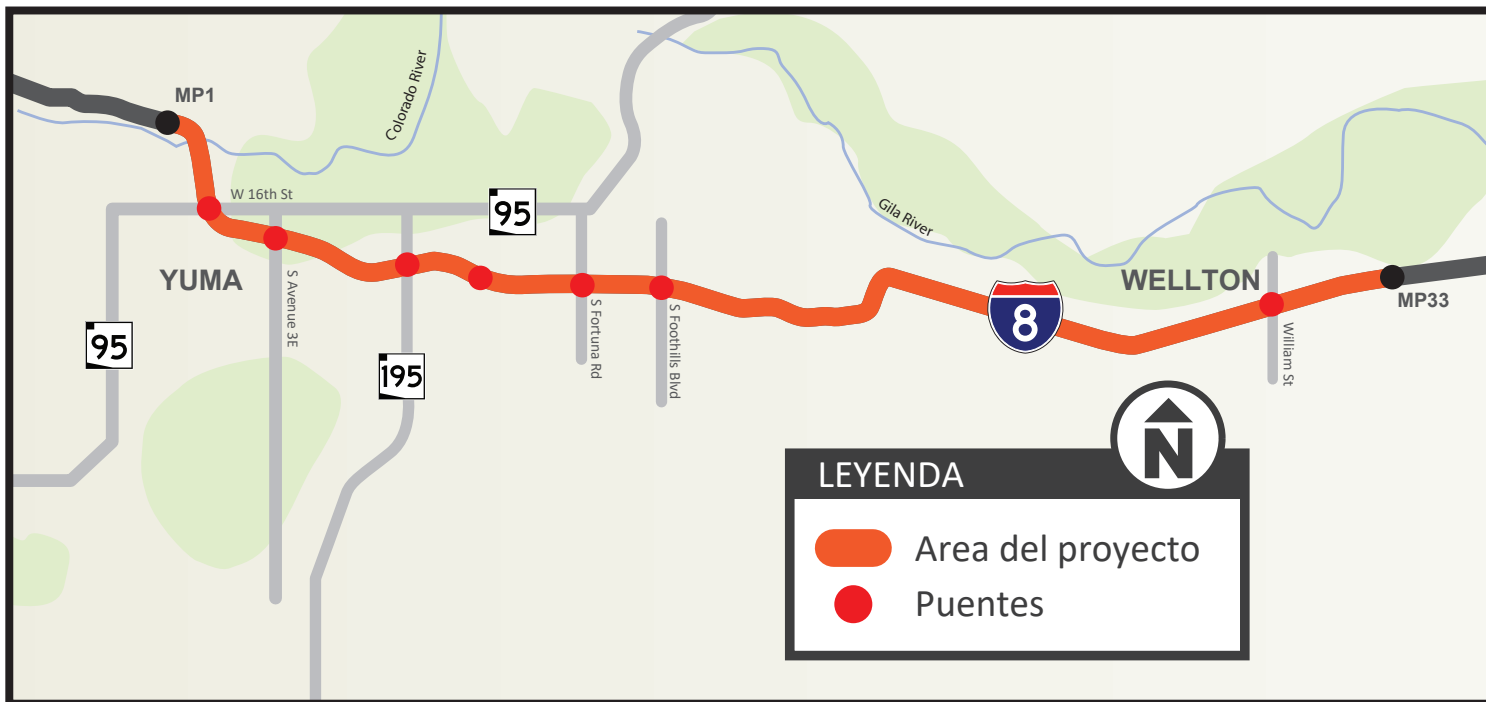 MP1
Colorado River
W 16th St
95
Gila River
YUMA
S Avenue 3E
95
195
S Fortuna Rd
S Foothills Blvd
8
WELLTON
MP33
William St
N
LEYENDA
Area del proyecto
Puentes